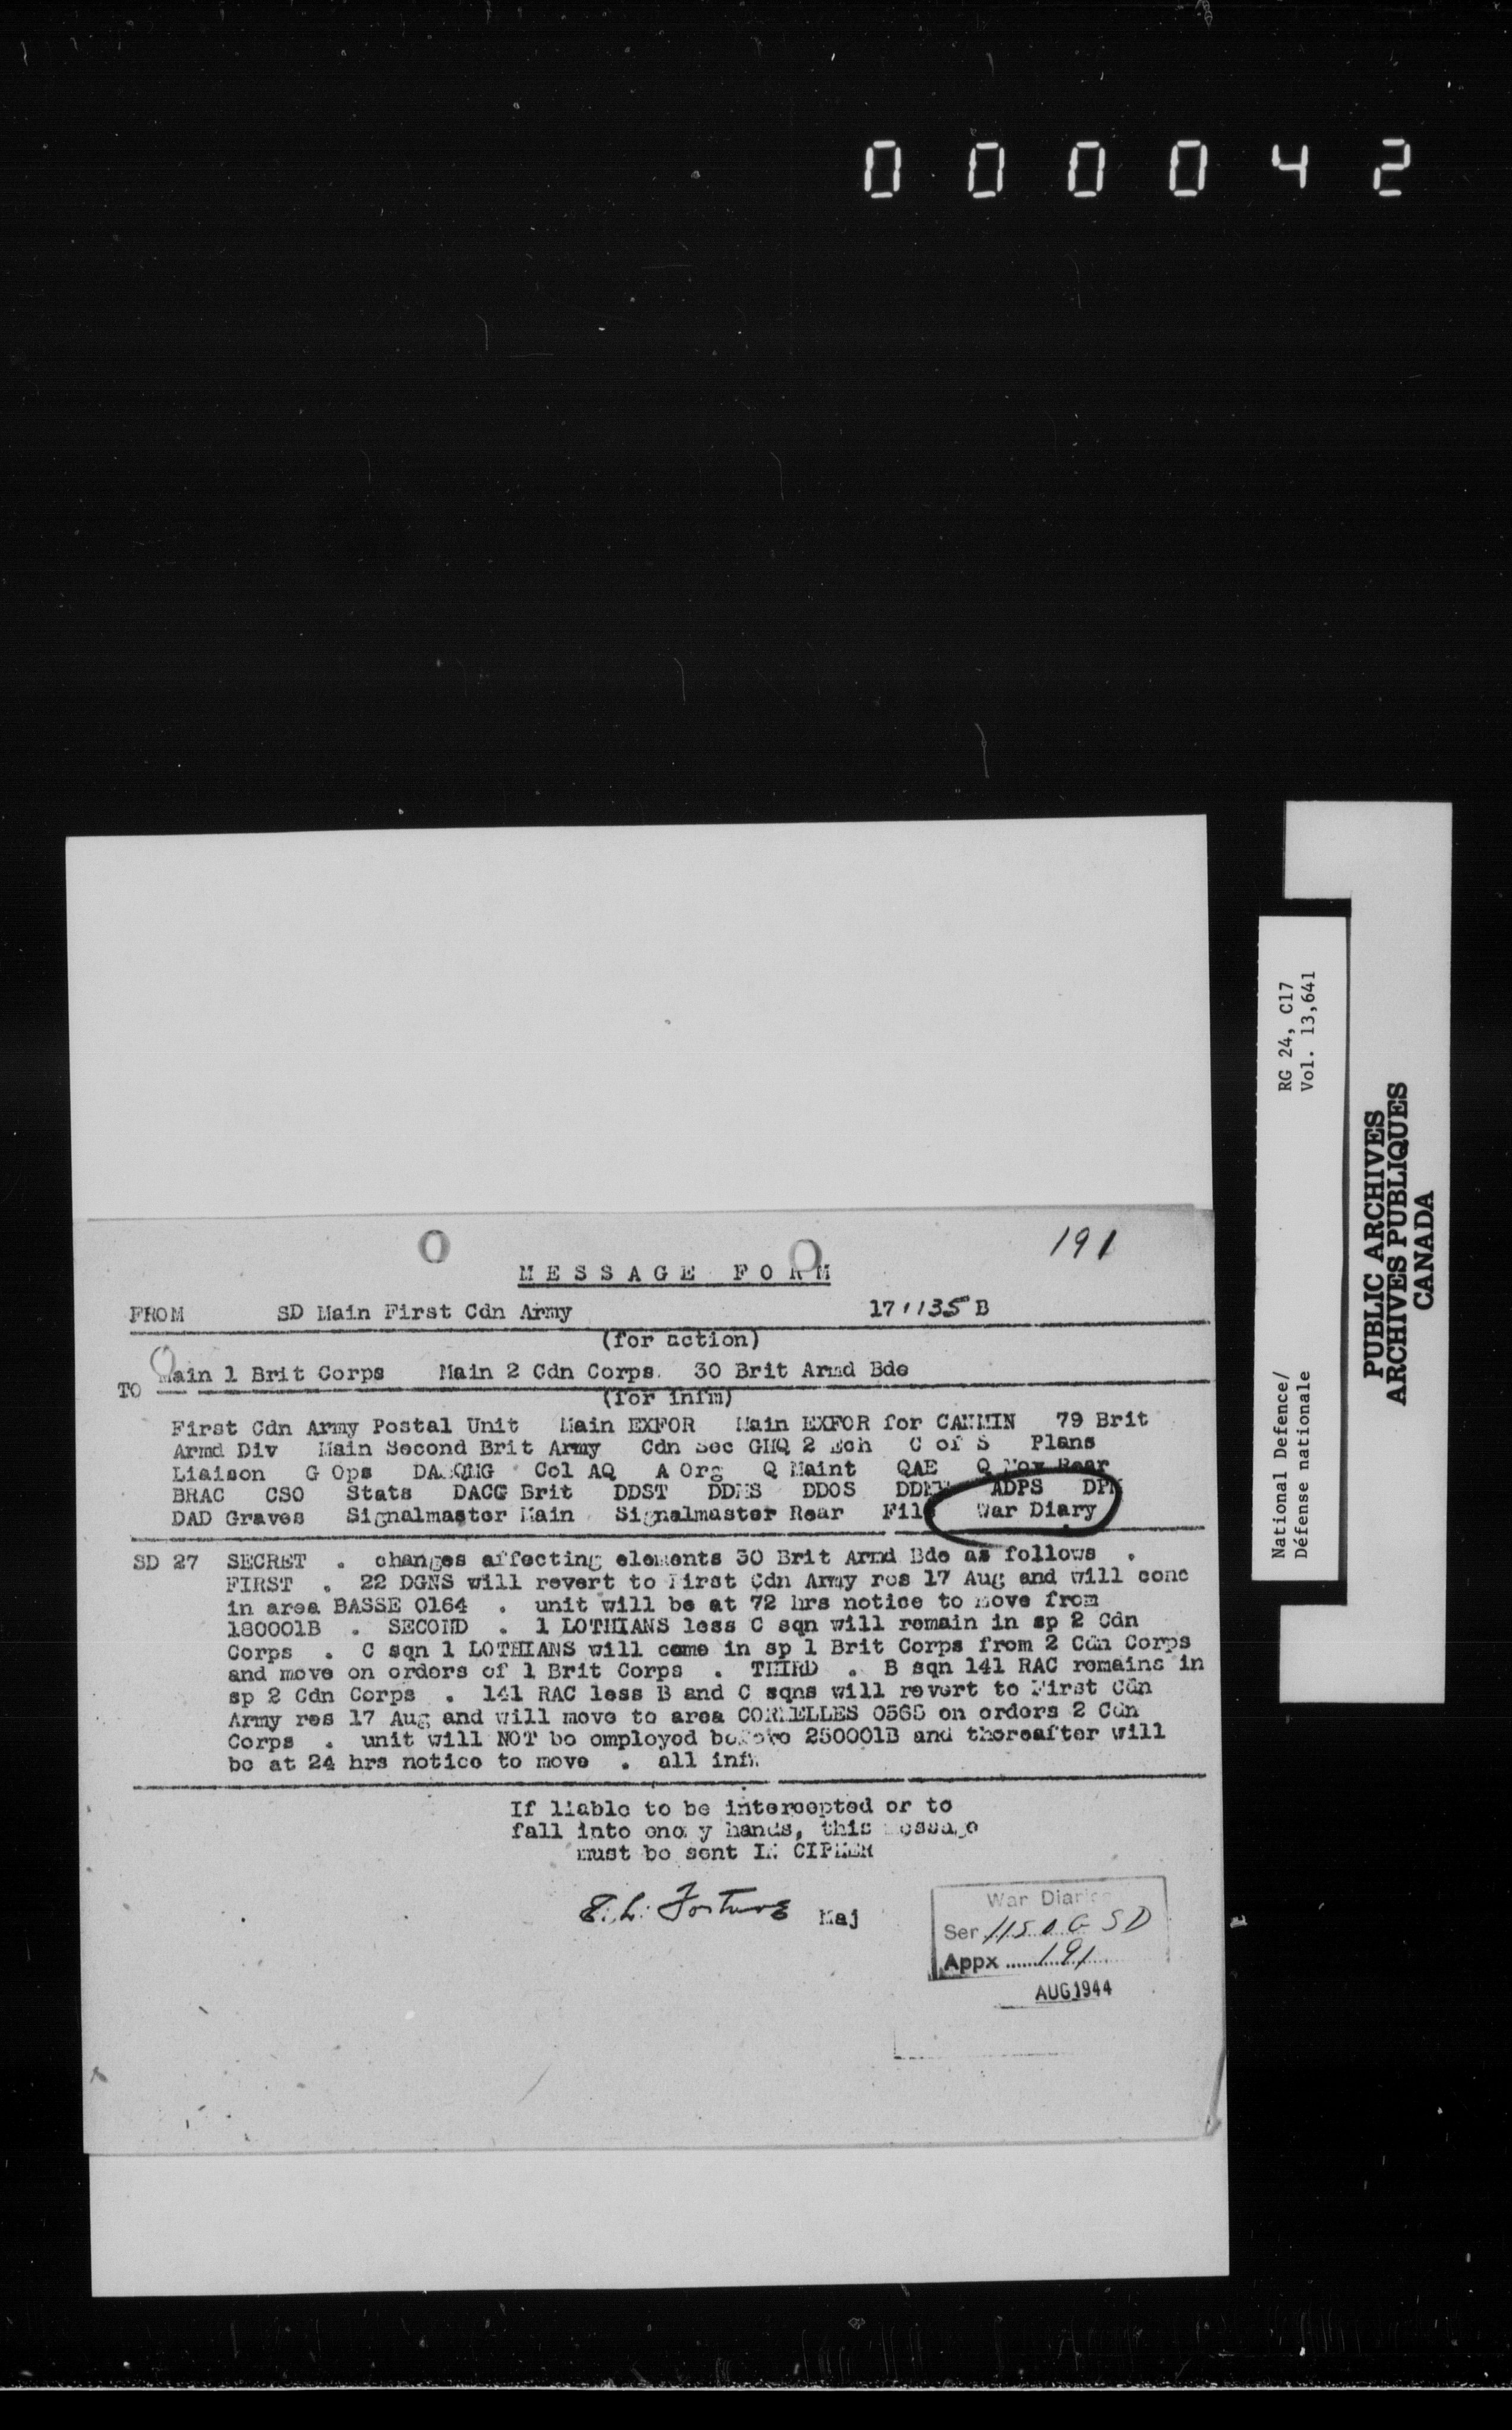 000042
191
MESSAGE FORM
FROM SD Main First Cdn Army 171135B
(for action)
TO Main 1 Brit Corps Main 2 Cdn Corps. 30 Brit Armd Bde
(for infm)
First Cdn Army Postal Unit Main EXFOR Main EXFOR for CANMIN 79 Brit
Armd Div Main Second Brit Army Cdn Sec GHQ 2 Ech C of S Plans
Liaison G Ops DA&QMG Col AQ A Org Q Maint QAE Q Mov Rear
BRAC CSO Stats DACG Brit DDST DDMS DDOS ADPS
DAD Graves Signalmaster Main Signalmaster Rear File War Diary
SD 27 SECRET . changes affecting elements 30 Brit Armd Bde as follows .
FIRST . 22 DGNS will revert to First Cdn Army res 17 Aug and will conc
in area BASSE 0164 . unit will be at 72 hrs notice to move from
180001B . SECOND . 1 LOTHIANS less C sqn will remain in sp 2 Cdn
Corps . C sqn 1 LOTHIANS will come in sp 1 Brit Corps from 2 Cdn Corps
and move on orders of 1 Brit Corps . THIRD . B sqn 141 RAC remains in
sp 2 Cdn Corps . 141 RAC less B and C sqns will revert to First Cdn
Army res 17 Aug and will move to area CORMELLES on orders 2 Cdn
Corps . unit will NOT be employed before 250001B and thereafter will
be at 24 hrs notice to move . all infm
If liable to be intercepted or to
fall into enemy hands, this message
must be sent IN CIPHER
Maj
War Diaries
Ser 1150 G SD
Appx 191
AUG 1944
RG 24, C17
Vol. 13,641
National Defence/
Défense nationale
PUBLIC ARCHIVES
ARCHIVES PUBLIQUES
CANADA